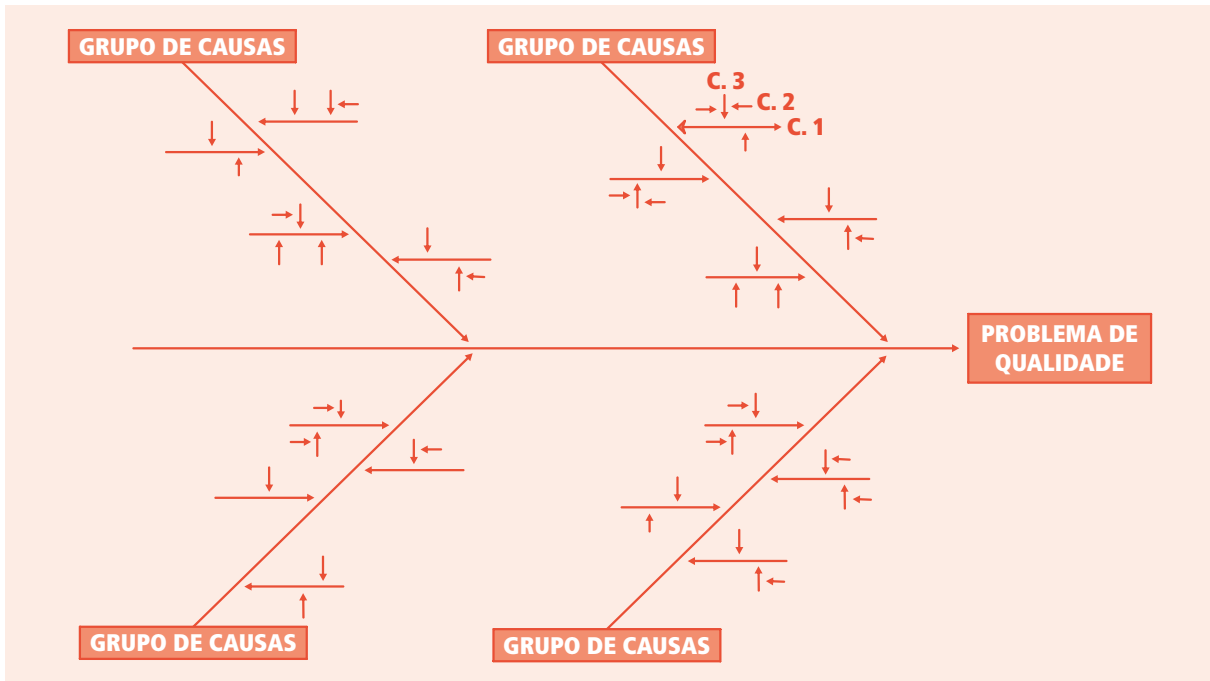 GRUPO DE CAUSAS
GRUPO DE CAUSAS
C. 3
C. 2
C. 1
PROBLEMA DE
QUALIDADE
GRUPO DE CAUSAS
GRUPO DE CAUSAS